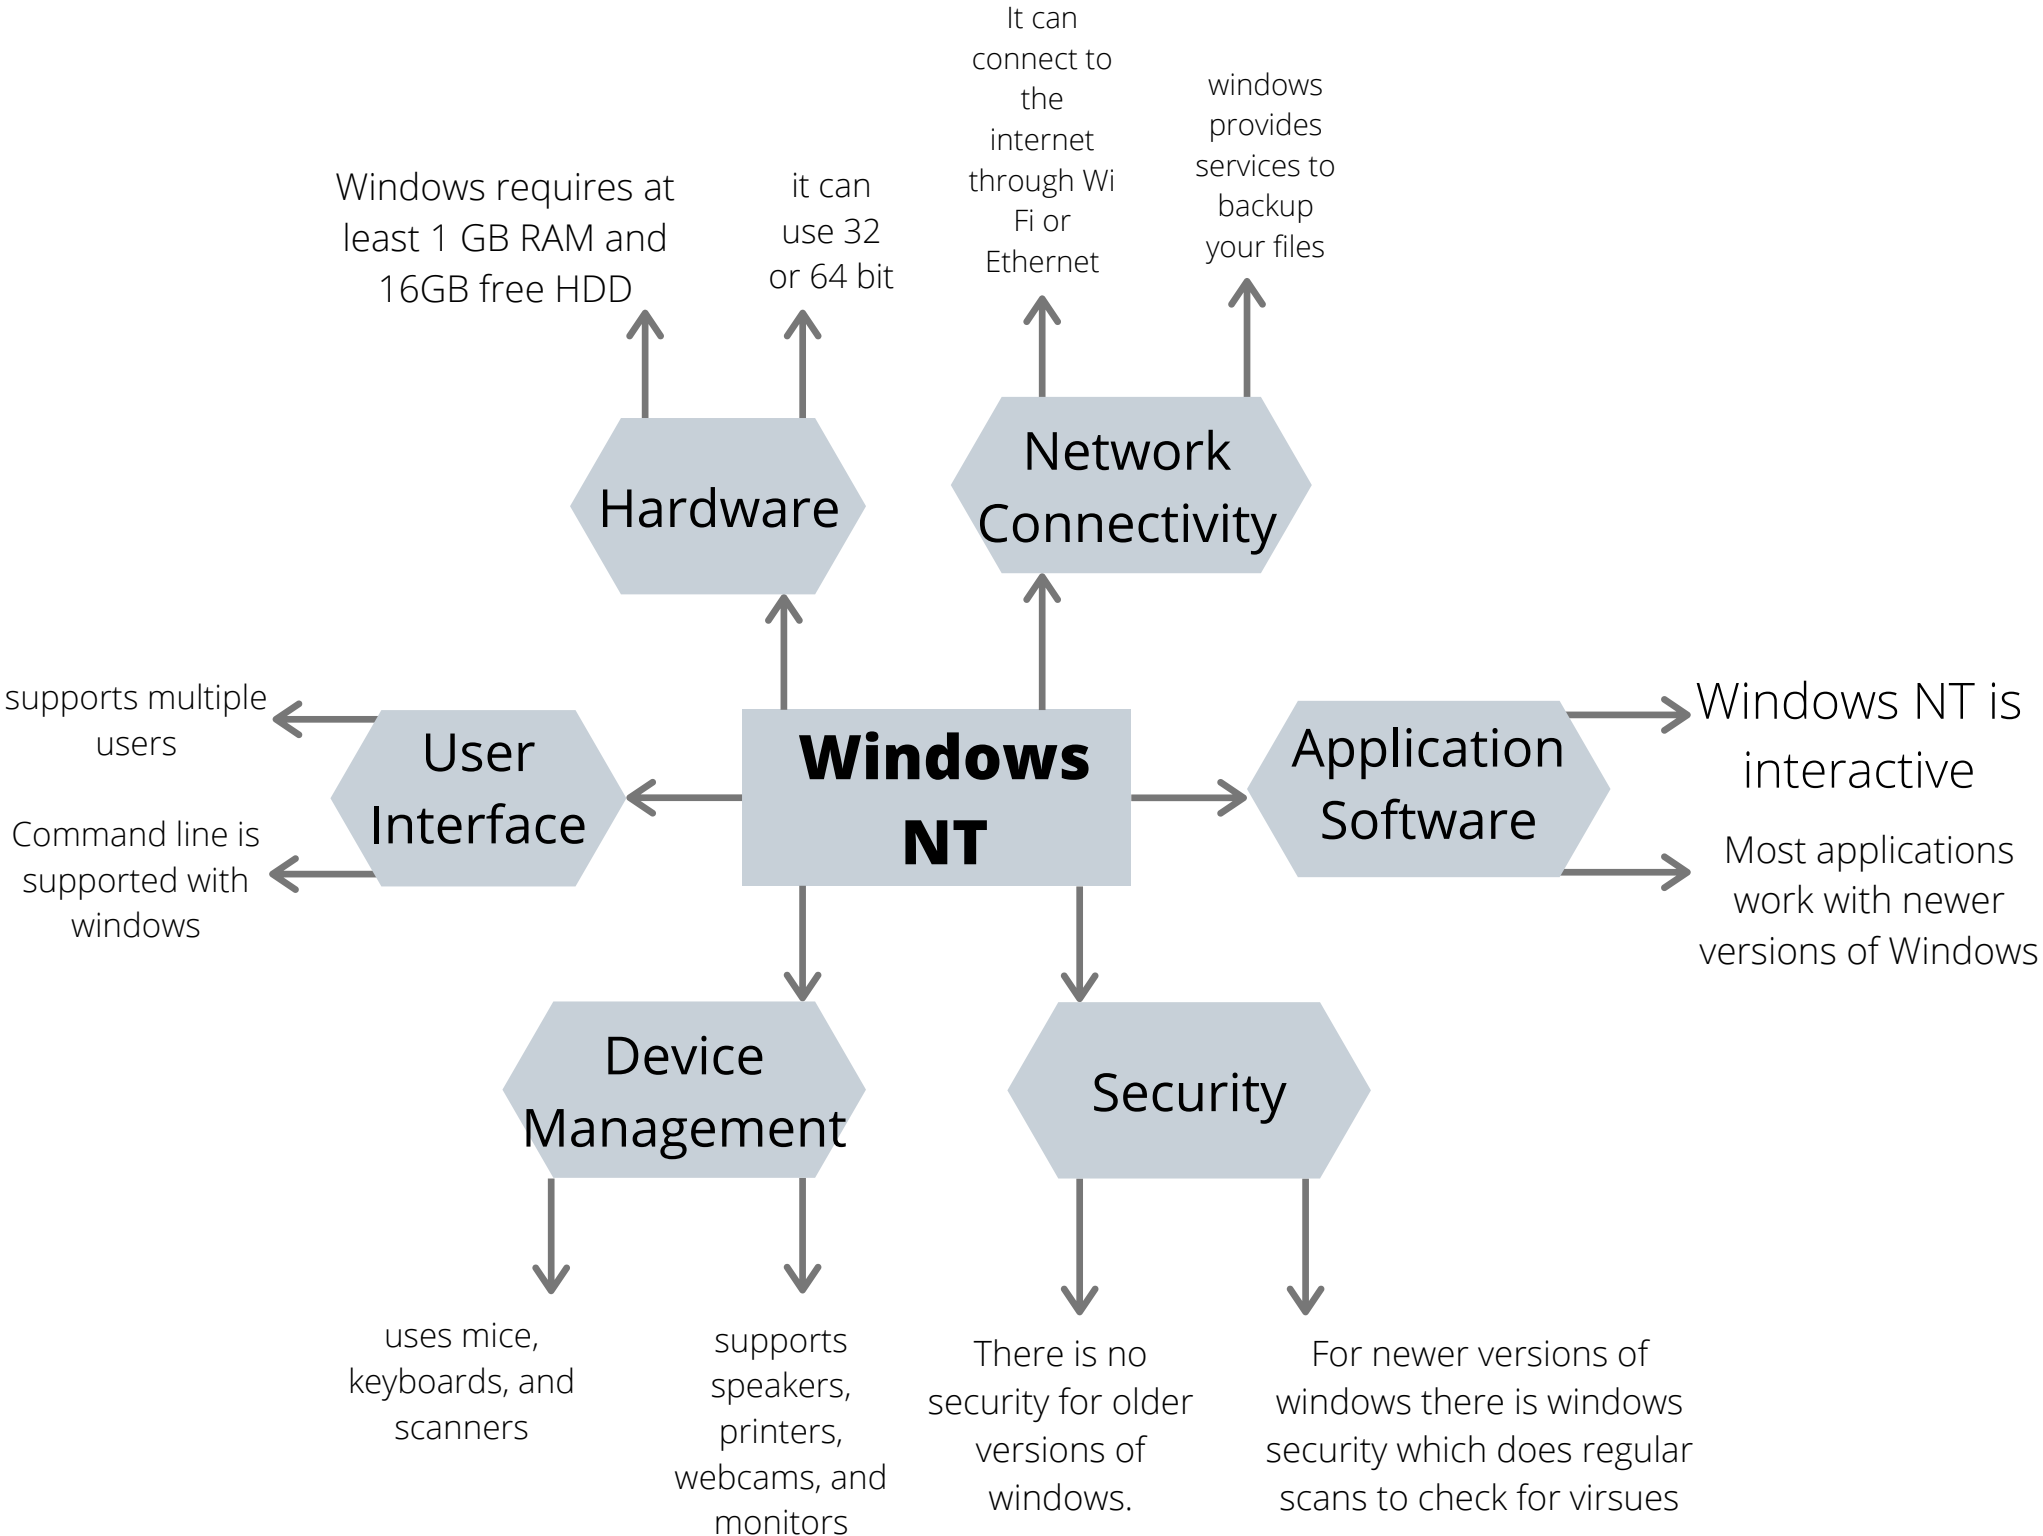 It can
connect to
the
internet
through Wi
Fi or
Ethernet
windows
provides
services to
backup
your files
Windows requires at
least 1 GB RAM and
16GB free HDD
it can
use 32
or 64 bit
Hardware
Network
Connectivity
supports multiple
users
Command line is
supported with
windows
User
Interface
Windows
NT
Application
Software
Windows NT is
interactive
Most applications
work with newer
versions of Windows
Device
Management
Security
uses mice,
keyboards, and
scanners
supports
speakers,
printers,
webcams, and
monitors
There is no
security for older
versions of
windows.
For newer versions of
windows there is windows
security which does regular
scans to check for virsues